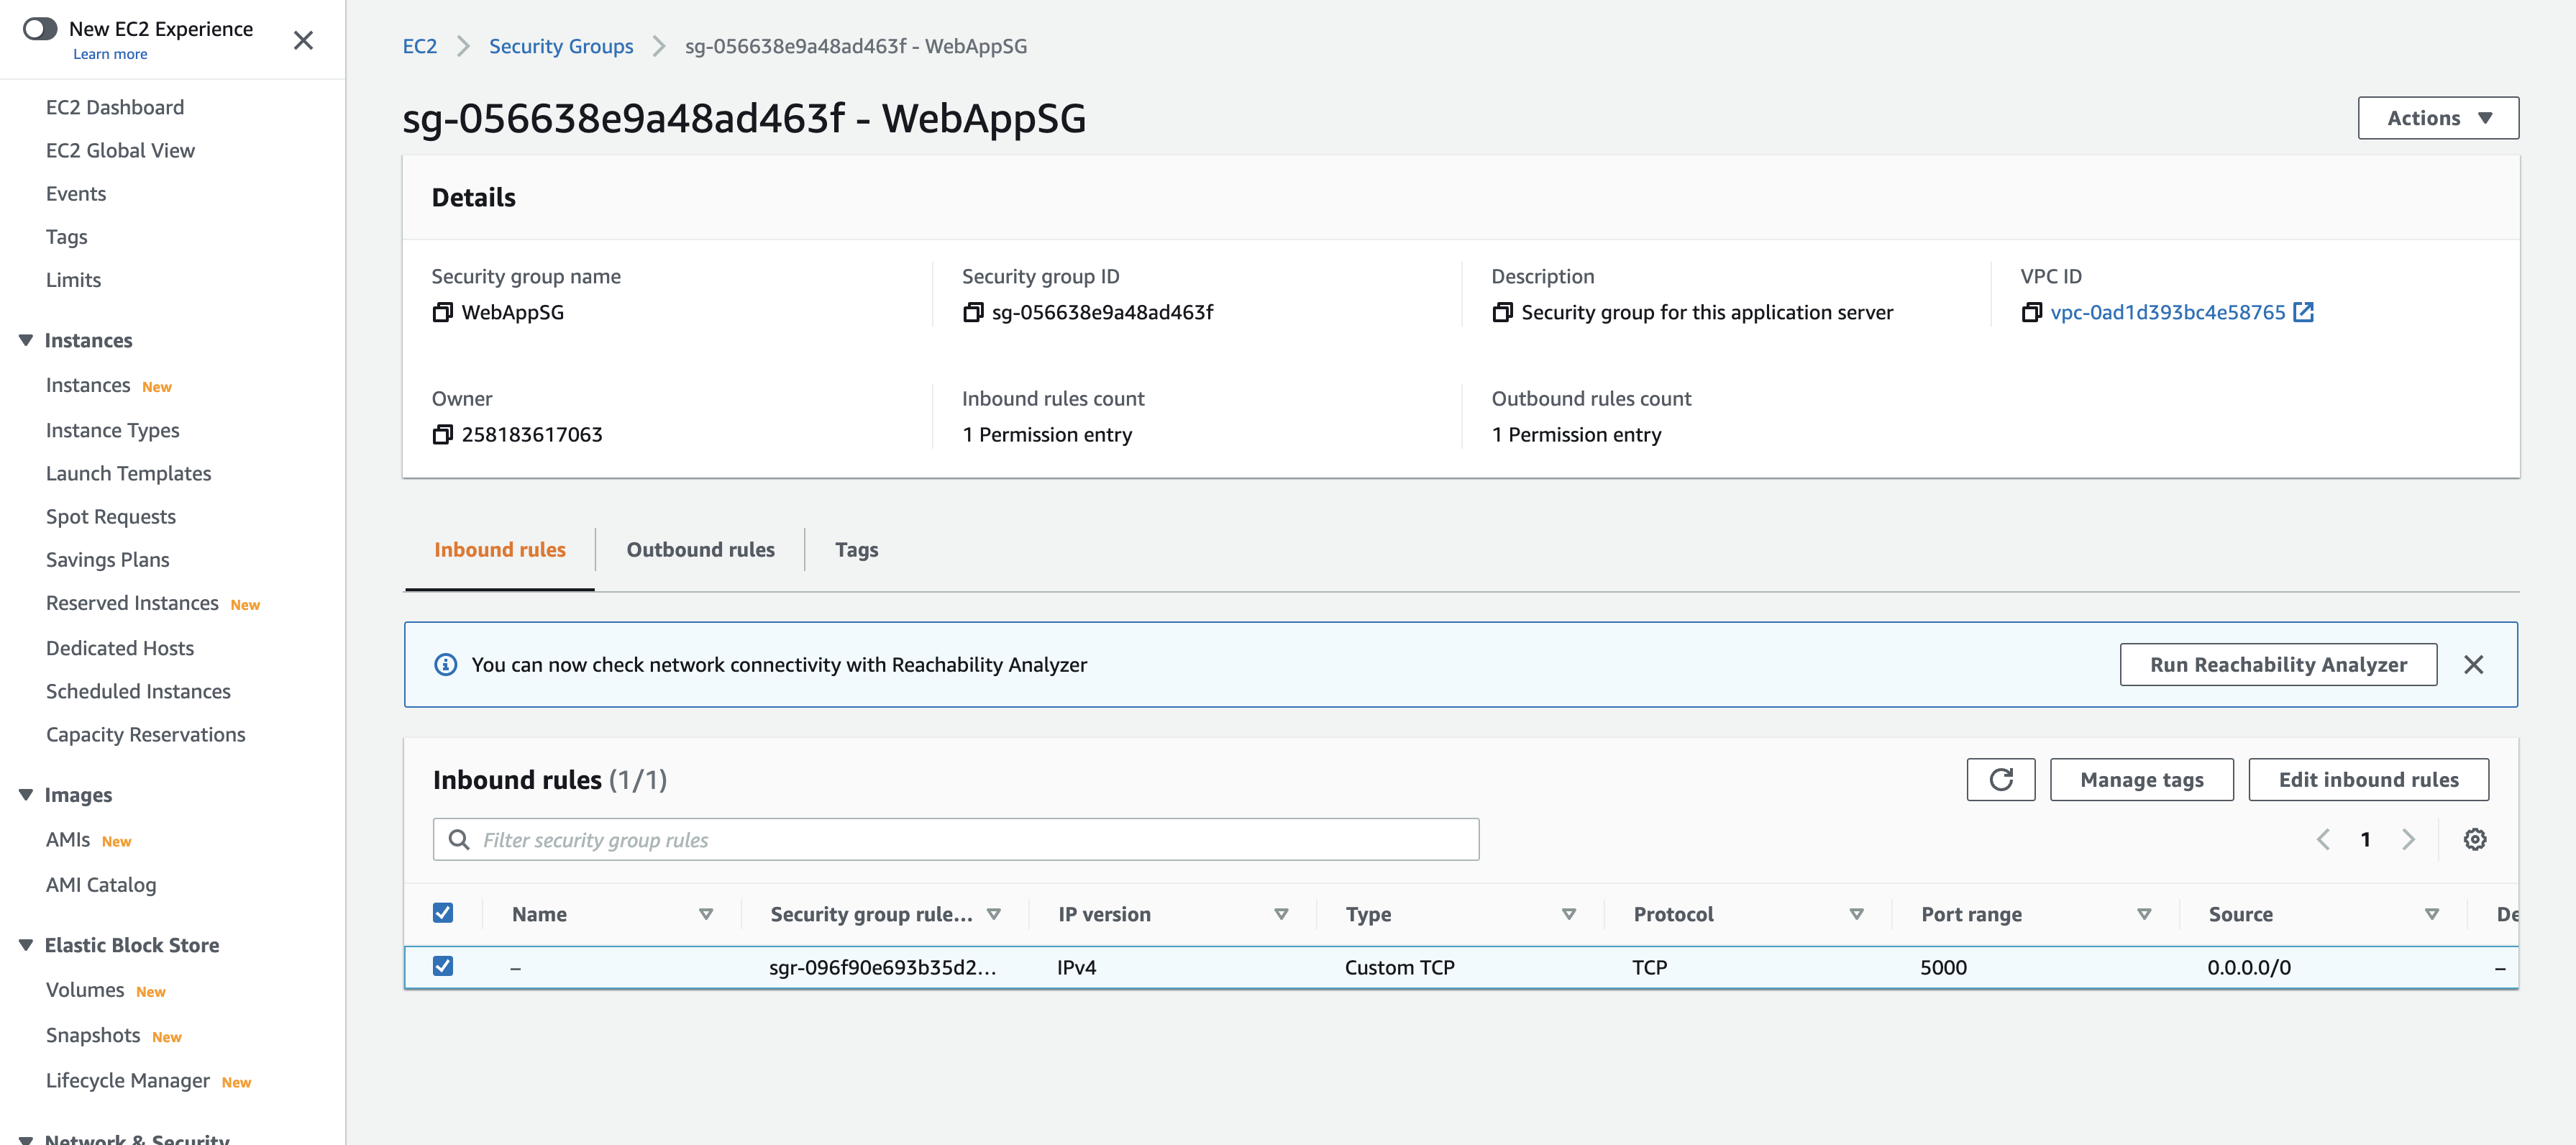 New EC2 Experience
Learn more
EC2 Dashboard
EC2 Global View
Events
Tags
Limits
Instances
Instances New
Instance Types
Launch Templates
Spot Requests
Savings Plans
Reserved Instances New
Dedicated Hosts
Scheduled Instances
Capacity Reservations
Images
AMIs New
AMI Catalog
Elastic Block Store
Volumes New
Snapshots New
Lifecycle Manager New
Network & Security
EC2 > Security Groups > sg-056638e9a48ad463f - WebAppSG
sg-056638e9a48ad463f - WebAppSG
Actions
Details
Security group name
WebAppSG
Security group ID
sg-056638e9a48ad463f
Description
Security group for this application server
VPC ID
vpc-0ad1d393bc4e58765
Owner
258183617063
Inbound rules count
1 Permission entry
Outbound rules count
1 Permission entry
Inbound rules Outbound rules Tags
You can now check network connectivity with Reachability Analyzer Run Reachability Analyzer
Inbound rules (1/1) Manage tags Edit inbound rules
Filter security group rules 1
Name Security group rule... IP version Type Protocol Port range Source De
– sgr-096f90e693b35d2... IPv4 Custom TCP TCP 5000 0.0.0.0/0 –